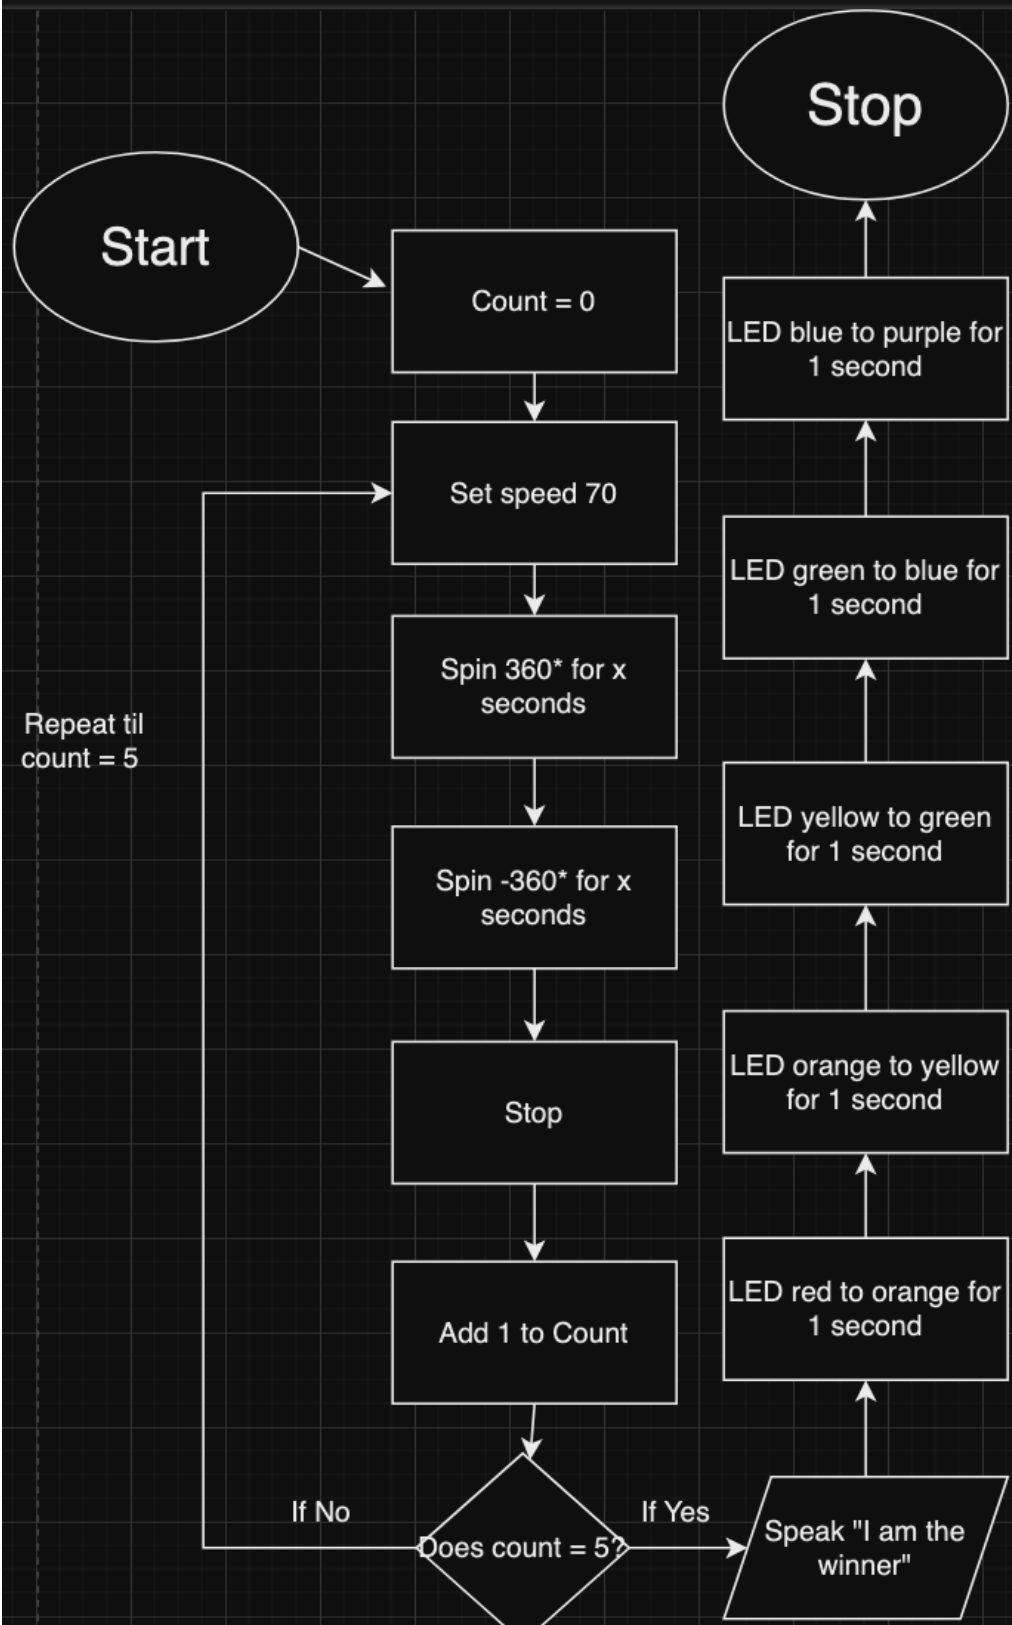 Start
Count = 0
Set speed 70
Spin 360* for x
seconds
Spin -360* for x
seconds
Stop
Add 1 to Count
Does count = 5?
If No
Repeat til
count = 5
If Yes
Speak "I am the
winner"
LED red to orange for
1 second
LED orange to yellow
for 1 second
LED yellow to green
for 1 second
LED green to blue for
1 second
LED blue to purple for
1 second
Stop